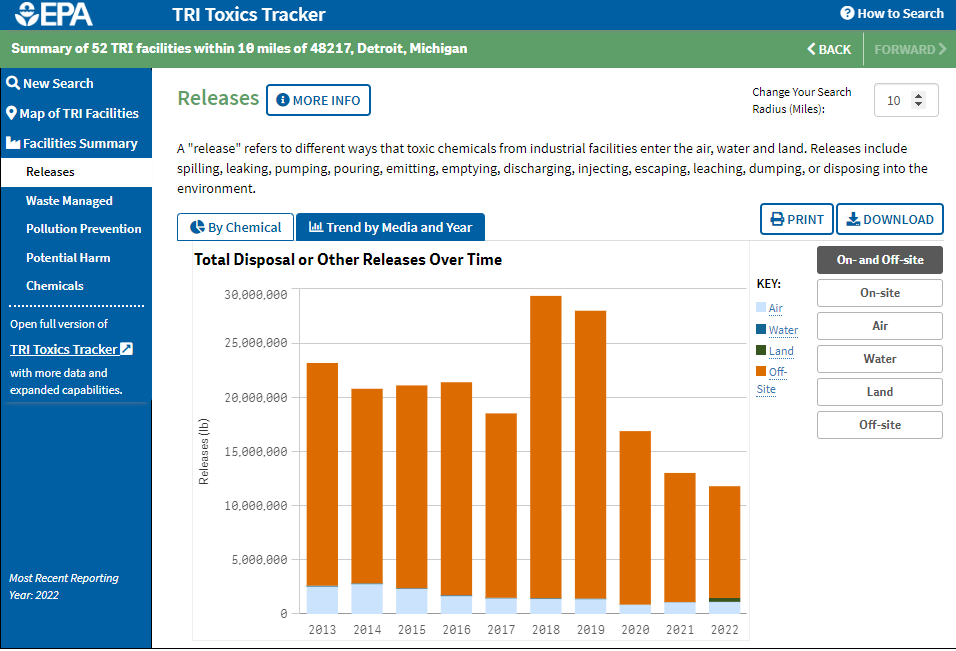 EPA
TRI Toxics Tracker
How to Search
Summary of 52 TRI facilities within 10 miles of 48217, Detroit, Michigan
BACK
FORWARD
New Search
Map of TRI Facilities
Facilities Summary
Releases
Waste Managed
Pollution Prevention
Potential Harm
Chemicals
Open full version of
TRI Toxics Tracker
with more data and
expanded capabilities.
Most Recent Reporting
Year: 2022
Releases
MORE INFO
Change Your Search
Radius (Miles):
10
A "release" refers to different ways that toxic chemicals from industrial facilities enter the air, water and land. Releases include
spilling, leaking, pumping, pouring, emitting, emptying, discharging, injecting, escaping, leaching, dumping, or disposing into the
environment.
By Chemical
Trend by Media and Year
PRINT
DOWNLOAD
Total Disposal or Other Releases Over Time
Releases (lb)
30,000,000
25,000,000
20,000,000
15,000,000
10,000,000
5,000,000
0
2013 2014 2015 2016 2017 2018 2019 2020 2021 2022
KEY:
Air
Water
Land
Off-
Site
On- and Off-site
On-site
Air
Water
Land
Off-site